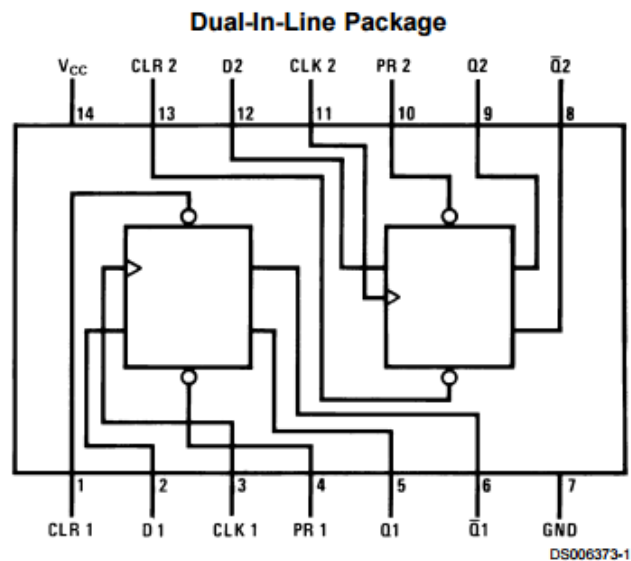 Dual-In-Line Package
VCC CLR 2 D2 CLK 2 PR 2 Q2 Q̅2
14 13 12 11 10 9 8
1 2 3 4 5 6 7
CLR 1 D1 CLK 1 PR 1 Q1 Q̅1 GND
DS006373-1